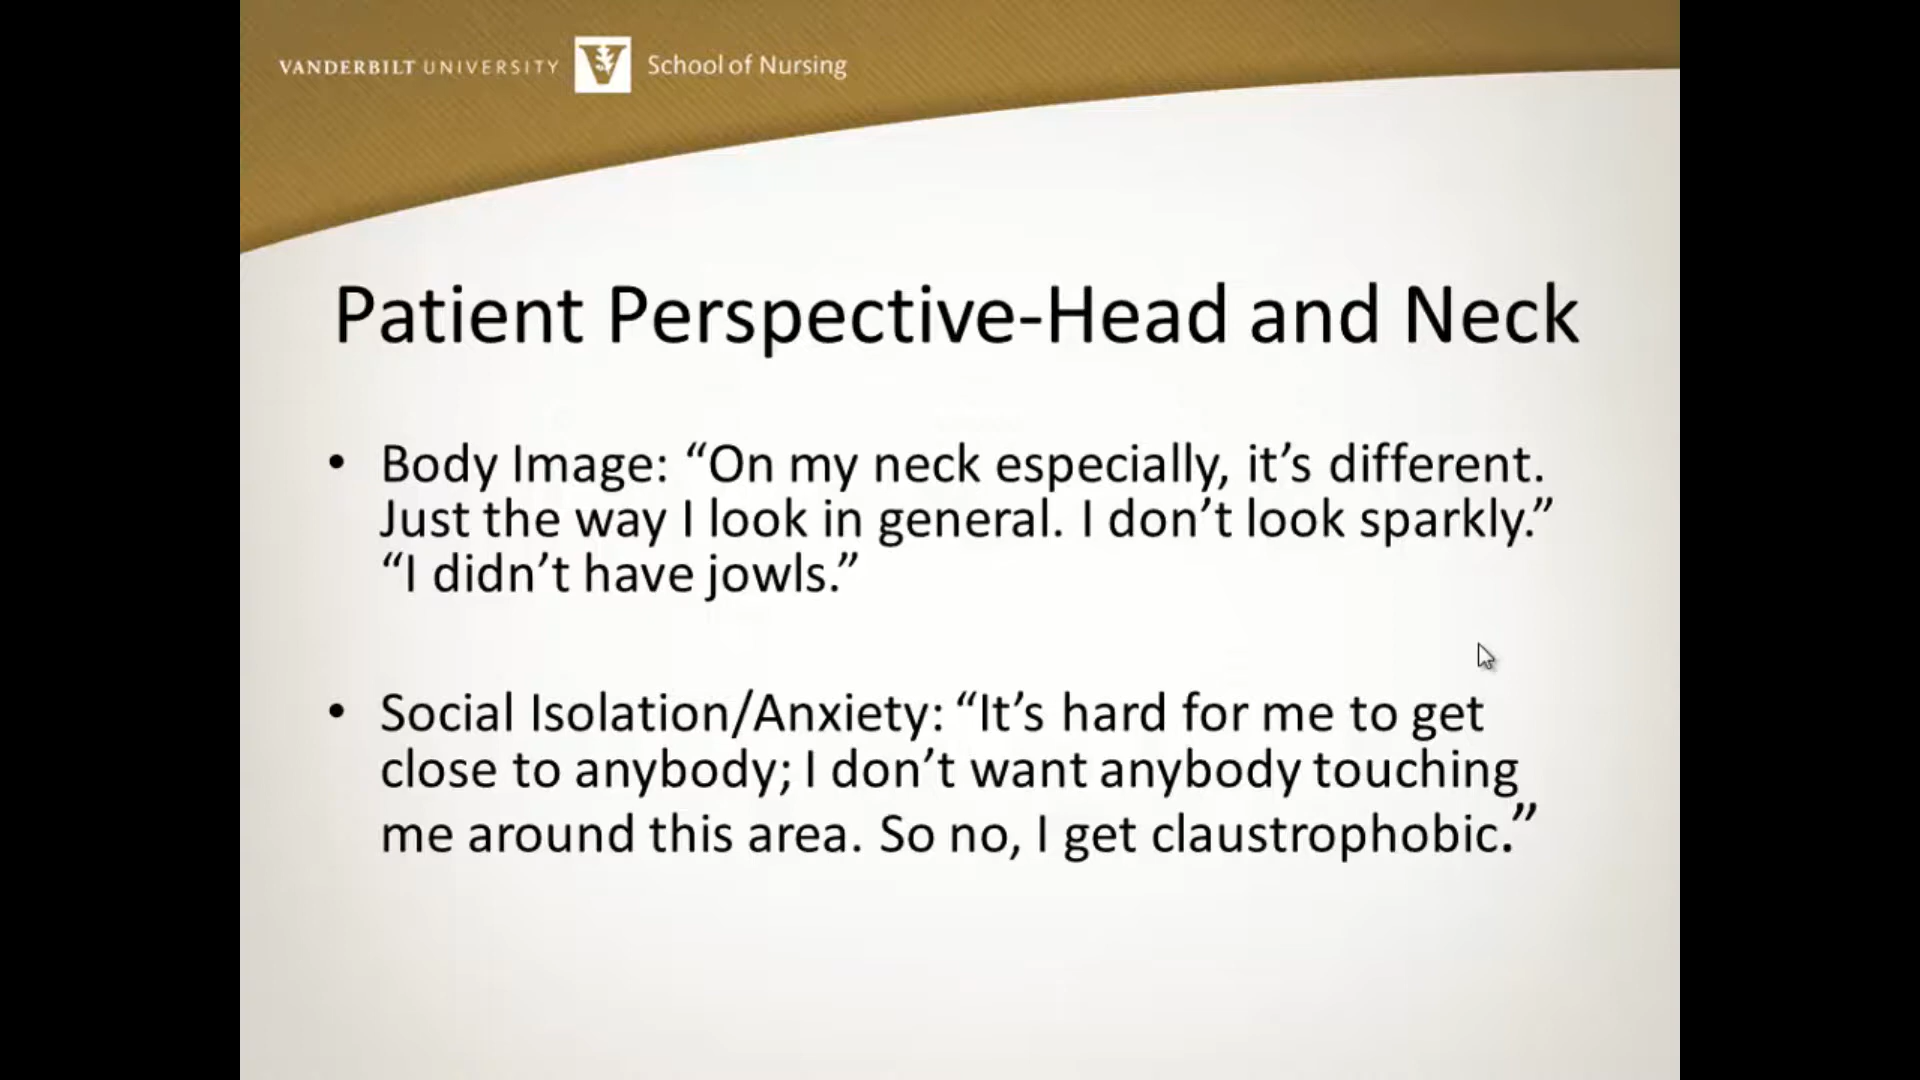 VANDERBILT UNIVERSITY School of Nursing
Patient Perspective-Head and Neck
• Body Image: “On my neck especially, it’s different.
Just the way I look in general. I don’t look sparkly.”
“I didn’t have jowls.”
• Social Isolation/Anxiety: “It’s hard for me to get
close to anybody; I don’t want anybody touching
me around this area. So no, I get claustrophobic.”